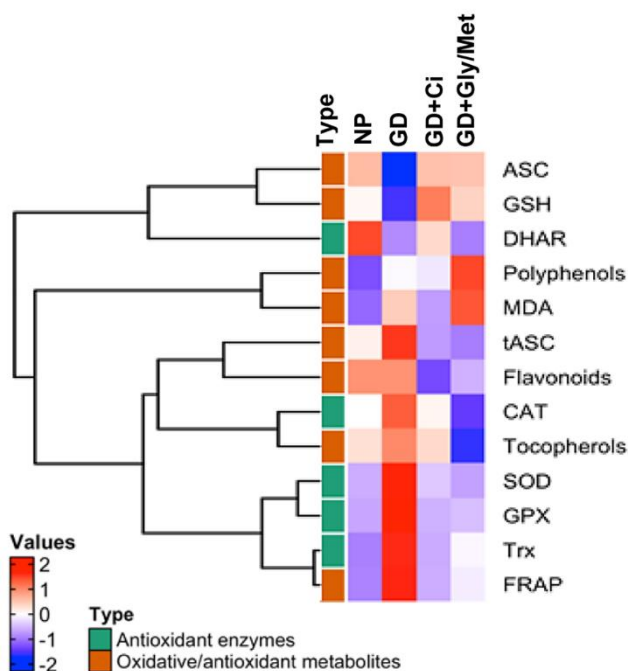 Type
NP
GD
GD+Ci
GD+Gly/Met
ASC
GSH
DHAR
Polyphenols
MDA
tASC
Flavonoids
CAT
Tocopherols
SOD
GPX
Trx
FRAP
Values
2
1
0
-1
-2
Type
Antioxidant enzymes
Oxidative/antioxidant metabolites